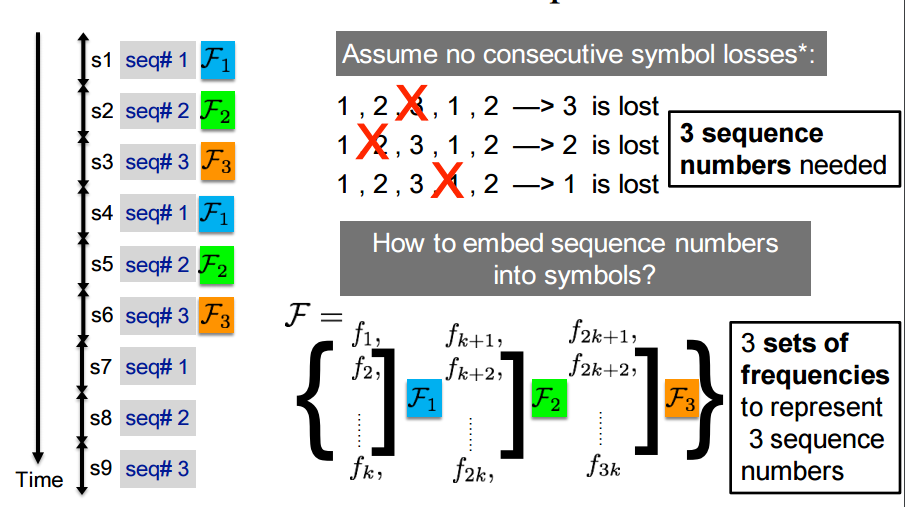 s1 seq# 1 ℱ₁
s2 seq# 2 ℱ₂
s3 seq# 3 ℱ₃
s4 seq# 1 ℱ₁
s5 seq# 2 ℱ₂
s6 seq# 3 ℱ₃
s7 seq# 1
s8 seq# 2
s9 seq# 3
Time
Assume no consecutive symbol losses*:
1 , 2 , 3 , 1 , 2 —> 3 is lost
1 , 2 , 3 , 1 , 2 —> 2 is lost
1 , 2 , 3 , 1 , 2 —> 1 is lost
3 sequence
numbers needed
How to embed sequence numbers
into symbols?
ℱ =
{ f₁, f₂, ⋮ fₖ, ] ℱ₁
fₖ₊₁, fₖ₊₂, ⋮ f₂ₖ, ] ℱ₂
f₂ₖ₊₁, f₂ₖ₊₂, ⋮ f₃ₖ ] ℱ₃ }
3 sets of
frequencies
to represent
3 sequence
numbers